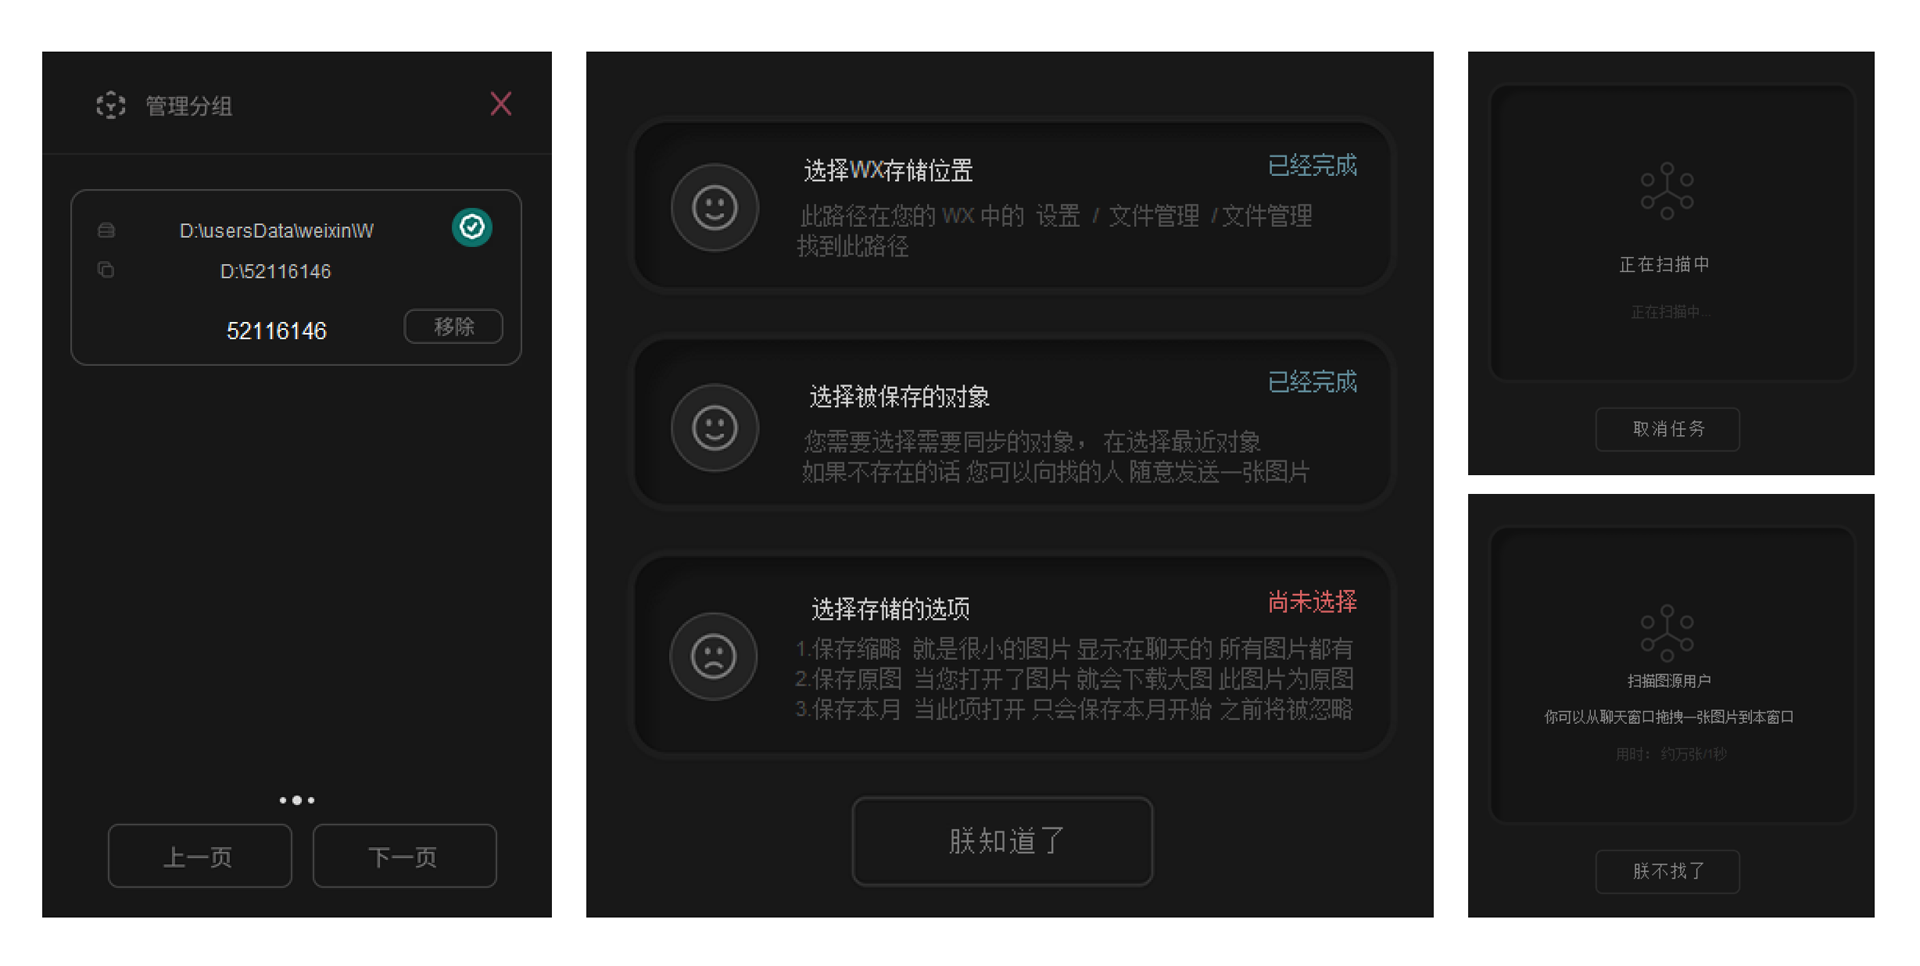 管理分组
D:\usersData\weixin\W
D:\52116146
52116146
移除
上一页
下一页
选择WX存储位置
已经完成
此路径在您的 WX 中的 设置 / 文件管理 / 文件管理
找到此路径
选择被保存的对象
已经完成
您需要选择需要同步的对象， 在选择最近对象
如果不存在的话 您可以向找的人 随意发送一张图片
选择存储的选项
尚未选择
1.保存缩略 就是很小的图片 显示在聊天的 所有图片都有
2.保存原图 当您打开了图片 就会下载大图 此图片为原图
3.保存本月 当此项打开 只会保存本月开始 之前将被忽略
朕知道了
正在扫描中
正在扫描中...
取消任务
扫描图源用户
你可以从聊天窗口拖拽一张图片到本窗口
用时： 约万张/1秒
朕不找了